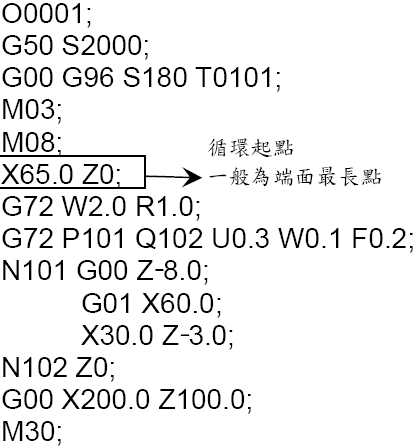 O0001;
G50 S2000;
G00 G96 S180 T0101;
M03;
M08;
X65.0 Z0;
循環起點
一般為端面最長點
G72 W2.0 R1.0;
G72 P101 Q102 U0.3 W0.1 F0.2;
N101 G00 Z-8.0;
G01 X60.0;
X30.0 Z-3.0;
N102 Z0;
G00 X200.0 Z100.0;
M30;